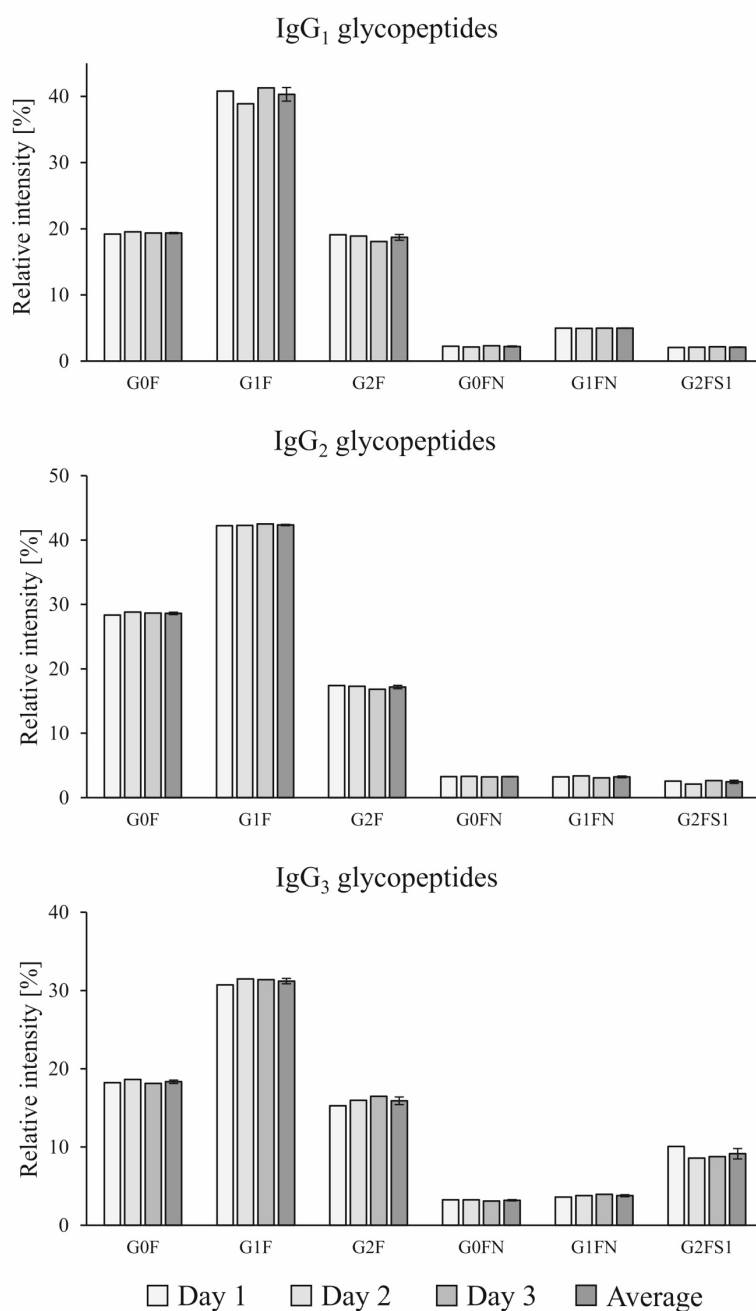 IgG₁ glycopeptides
Relative intensity [%]
40
30
20
10
0
G0F G1F G2F G0FN G1FN G2FS1
IgG₂ glycopeptides
Relative intensity [%]
50
40
30
20
10
0
G0F G1F G2F G0FN G1FN G2FS1
IgG₃ glycopeptides
Relative intensity [%]
40
30
20
10
0
G0F G1F G2F G0FN G1FN G2FS1
Day 1 Day 2 Day 3 Average